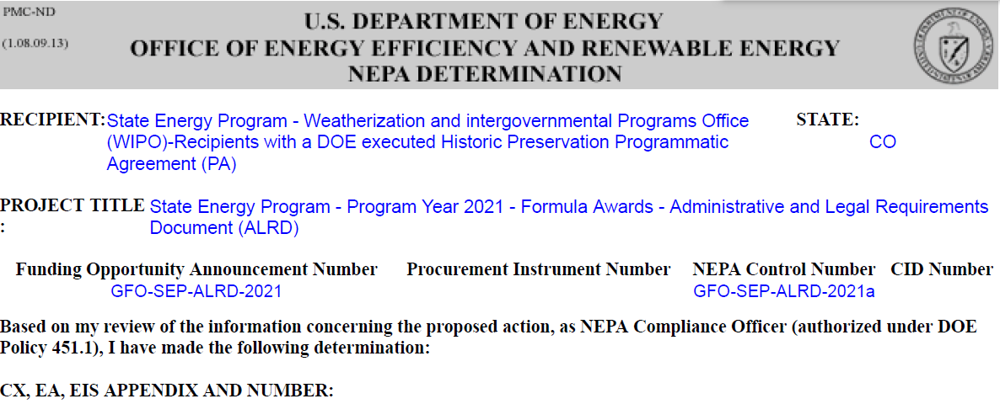 PMC-ND
(1.08.09.13)
U.S. DEPARTMENT OF ENERGY
OFFICE OF ENERGY EFFICIENCY AND RENEWABLE ENERGY
NEPA DETERMINATION
RECIPIENT: State Energy Program - Weatherization and intergovernmental Programs Office
(WIPO)-Recipients with a DOE executed Historic Preservation Programmatic
Agreement (PA)
STATE:
CO
PROJECT TITLE State Energy Program - Program Year 2021 - Formula Awards - Administrative and Legal Requirements
: Document (ALRD)
Funding Opportunity Announcement Number Procurement Instrument Number NEPA Control Number CID Number
GFO-SEP-ALRD-2021 GFO-SEP-ALRD-2021a
Based on my review of the information concerning the proposed action, as NEPA Compliance Officer (authorized under DOE
Policy 451.1), I have made the following determination:
CX, EA, EIS APPENDIX AND NUMBER: